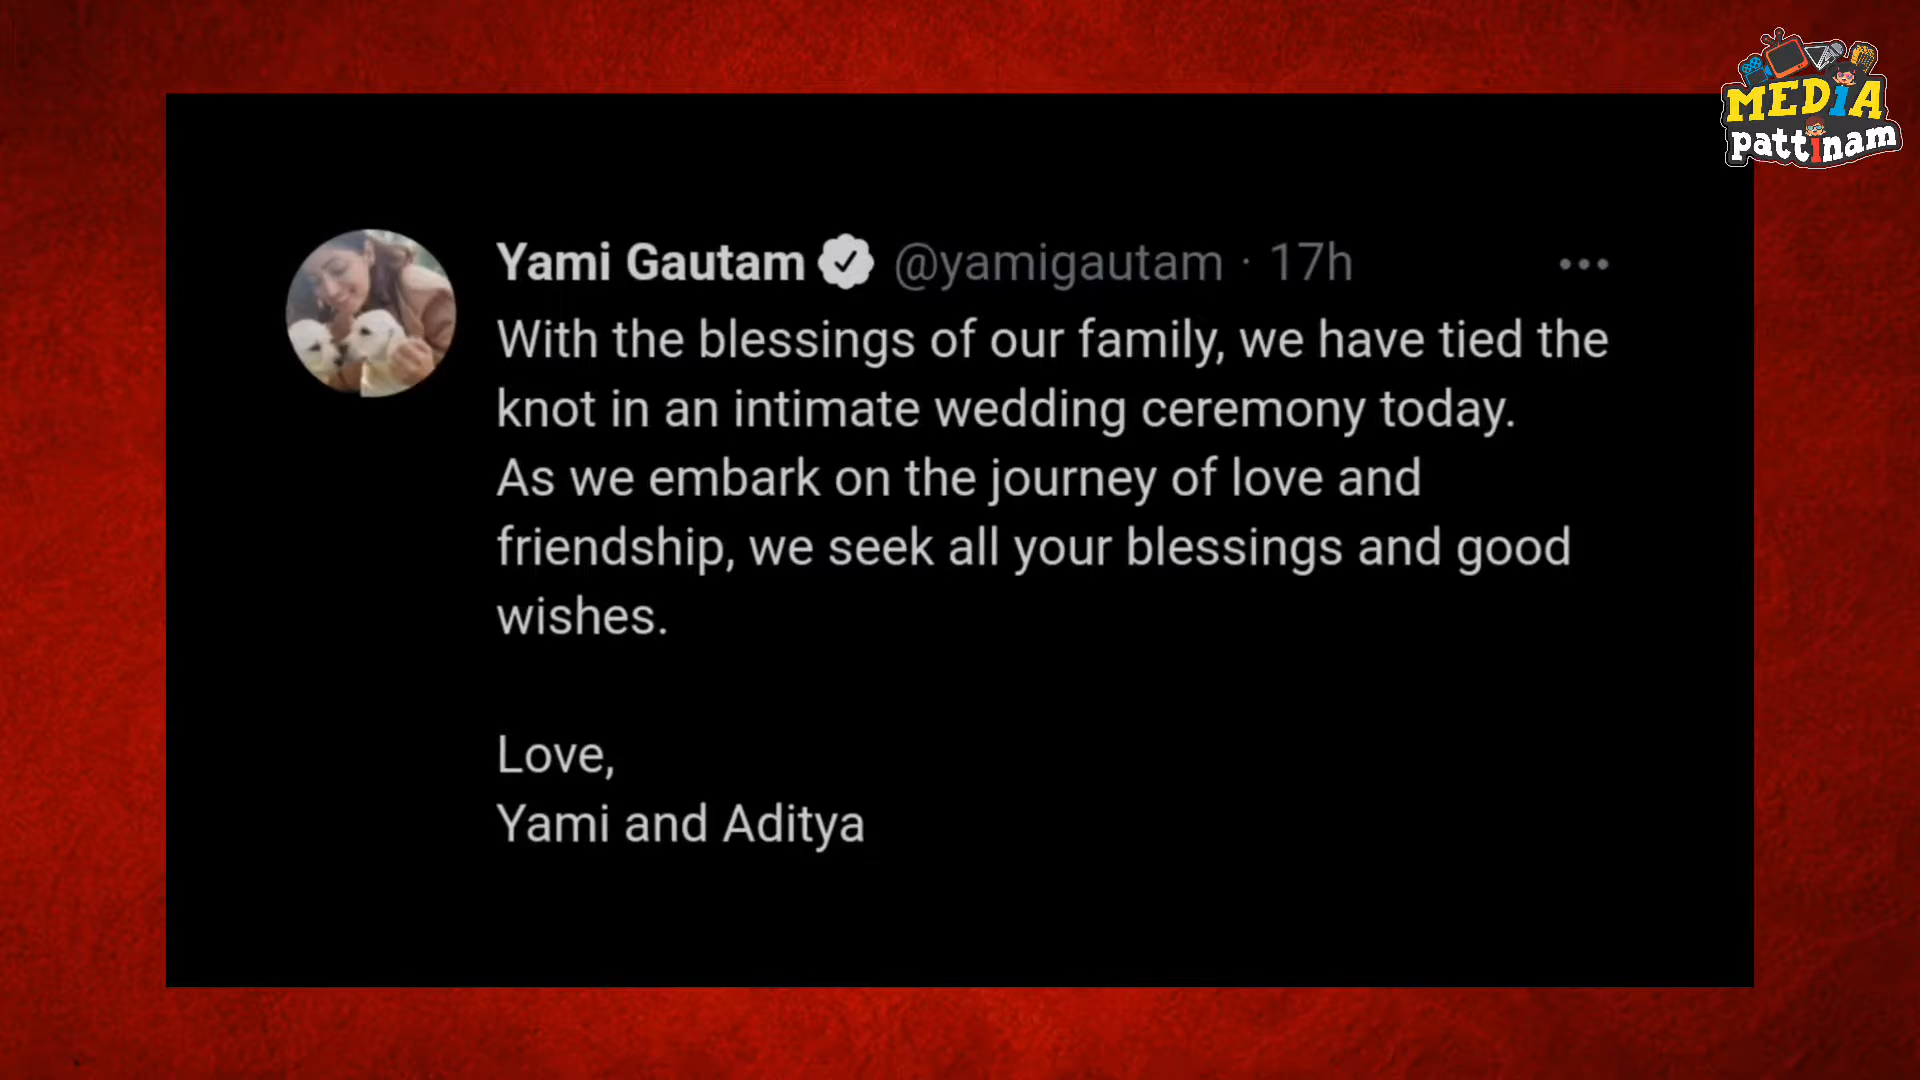 MEDiA
pattinam
Yami Gautam @yamigautam · 17h
With the blessings of our family, we have tied the
knot in an intimate wedding ceremony today.
As we embark on the journey of love and
friendship, we seek all your blessings and good
wishes.
Love,
Yami and Aditya